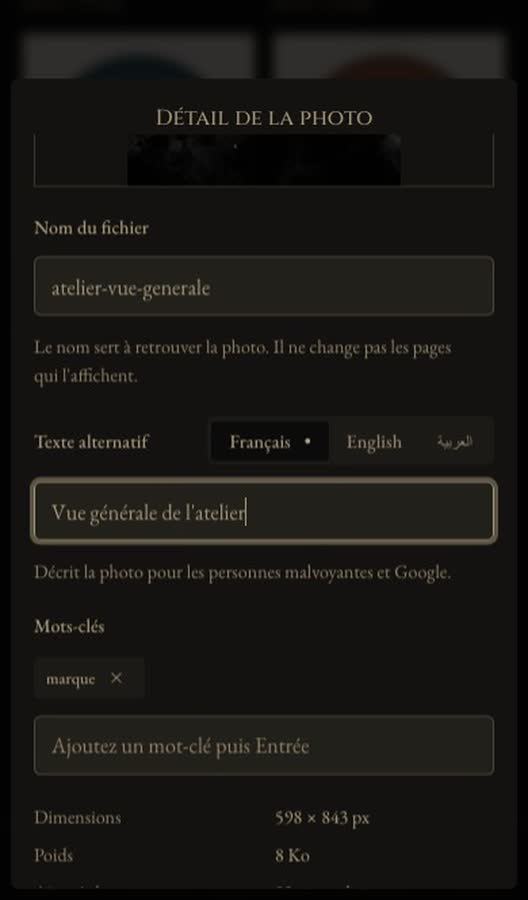 Détail de la photo
Nom du fichier
atelier-vue-generale
Le nom sert à retrouver la photo. Il ne change pas les pages
qui l'affichent.
Texte alternatif
Français •
English
العربية
Vue générale de l'atelier
Décrit la photo pour les personnes malvoyantes et Google.
Mots-clés
marque ×
Ajoutez un mot-clé puis Entrée
Dimensions 598 × 843 px
Poids 8 Ko